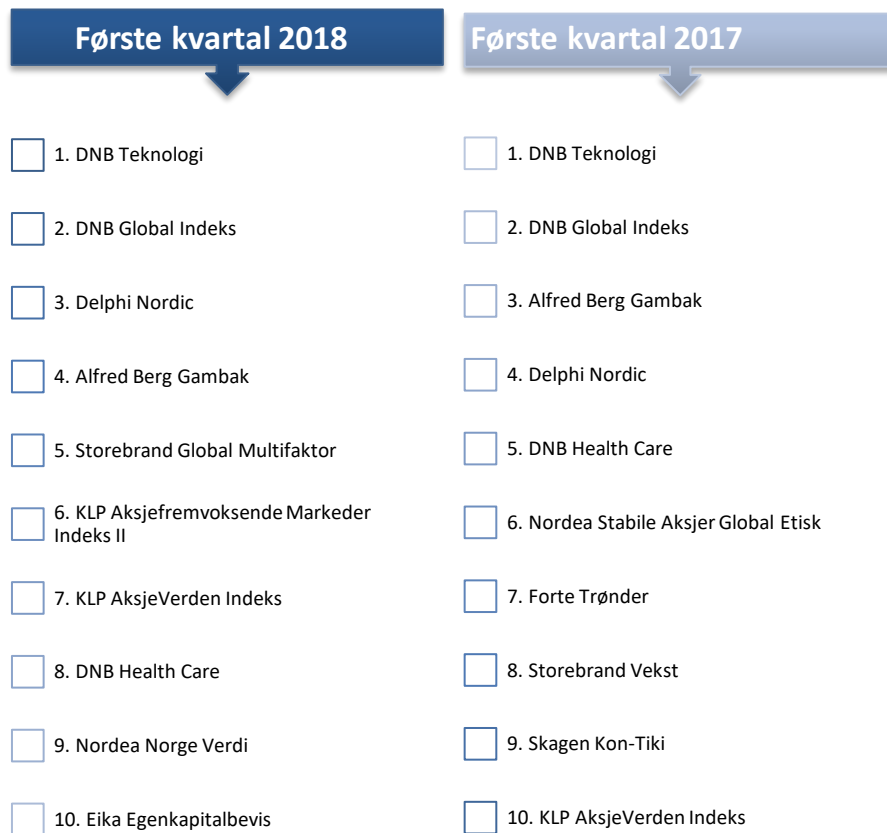 Første kvartal 2018
1. DNB Teknologi
2. DNB Global Indeks
3. Delphi Nordic
4. Alfred Berg Gambak
5. Storebrand Global Multifaktor
6. KLP Aksjefremvoksende Markeder
Indeks II
7. KLP AksjeVerden Indeks
8. DNB Health Care
9. Nordea Norge Verdi
10. Eika Egenkapitalbevis
Første kvartal 2017
1. DNB Teknologi
2. DNB Global Indeks
3. Alfred Berg Gambak
4. Delphi Nordic
5. DNB Health Care
6. Nordea Stabile Aksjer Global Etisk
7. Forte Trønder
8. Storebrand Vekst
9. Skagen Kon-Tiki
10. KLP AksjeVerden Indeks